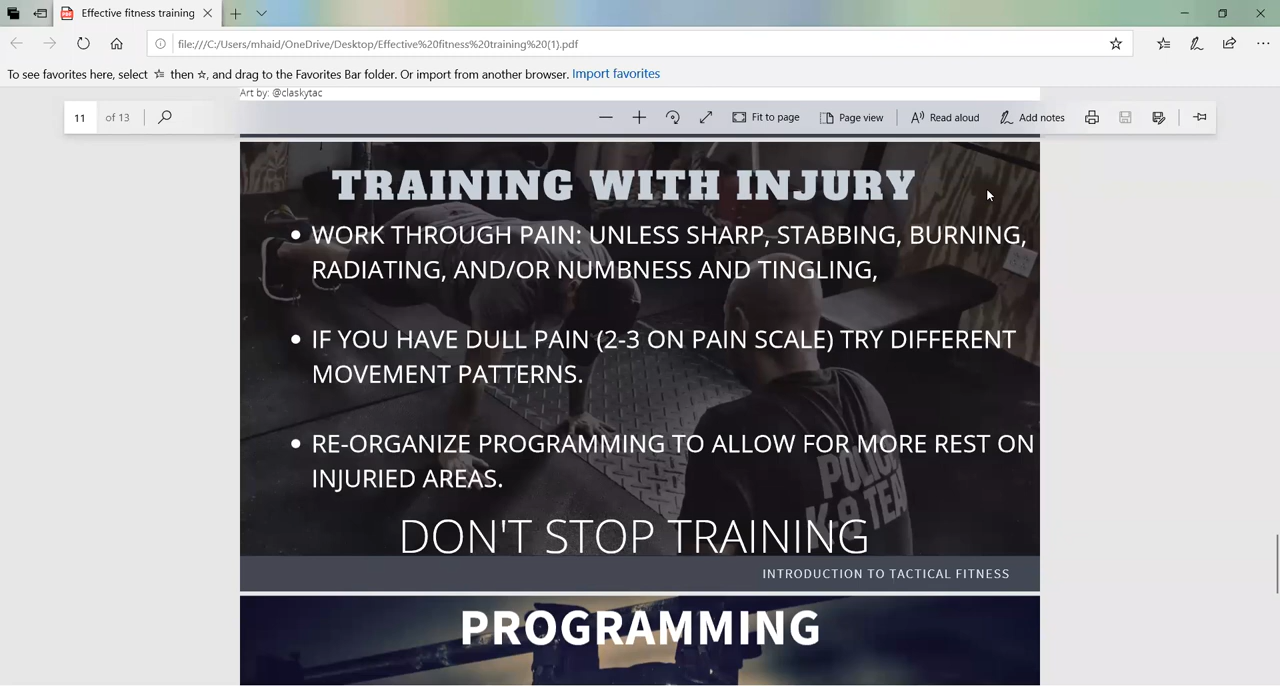 Effective fitness training
file:///C:/Users/mhaid/OneDrive/Desktop/Effective%20fitness%20training%20(1).pdf
To see favorites here, select then , and drag to the Favorites Bar folder. Or import from another browser. Import favorites
Art by: @claskytac
11 of 13 Fit to page Page view Read aloud Add notes
TRAINING WITH INJURY
• WORK THROUGH PAIN: UNLESS SHARP, STABBING, BURNING,
RADIATING, AND/OR NUMBNESS AND TINGLING,
• IF YOU HAVE DULL PAIN (2-3 ON PAIN SCALE) TRY DIFFERENT
MOVEMENT PATTERNS.
• RE-ORGANIZE PROGRAMMING TO ALLOW FOR MORE REST ON
INJURIED AREAS.
POLICE
K-9 TEAM
DON'T STOP TRAINING
INTRODUCTION TO TACTICAL FITNESS
PROGRAMMING